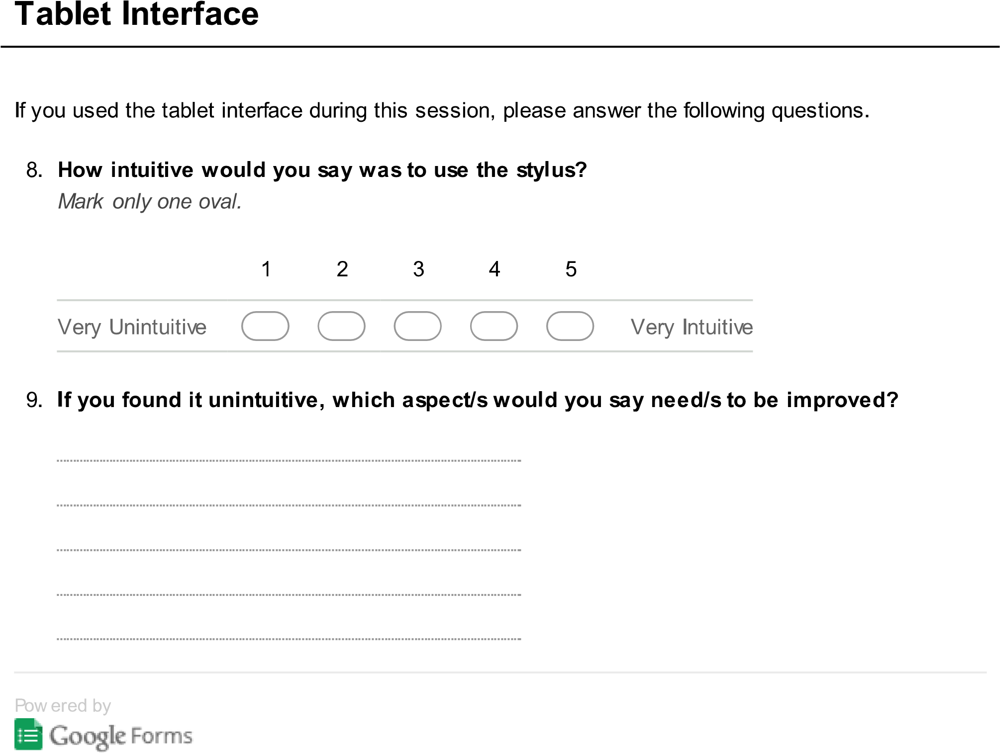 Tablet Interface
If you used the tablet interface during this session, please answer the following questions.
8. How intuitive would you say was to use the stylus?
Mark only one oval.
1 2 3 4 5
Very Unintuitive Very Intuitive
9. If you found it unintuitive, which aspect/s would you say need/s to be improved?
Powered by
Google Forms